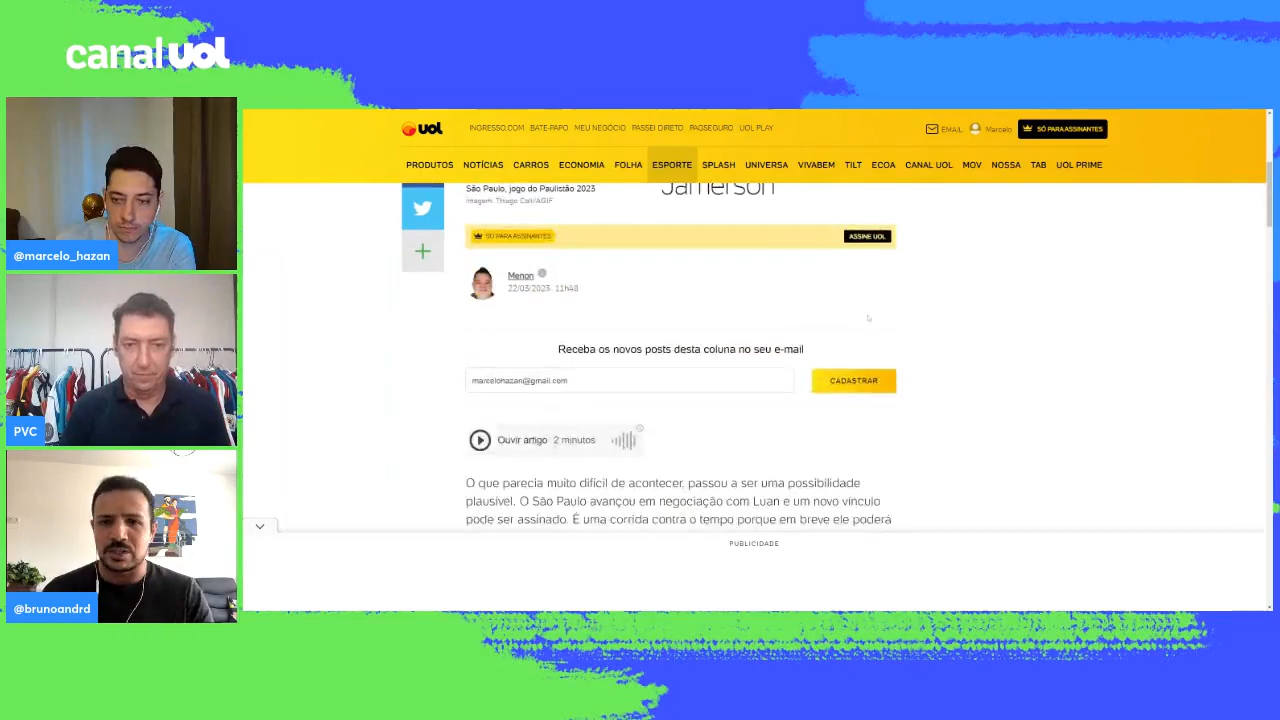 canal UOL
@marcelo_hazan
PVC
@brunoandrd
UOL
INGRESSO.COM BATE-PAPO MEU NEGÓCIO PASSEI DIRETO PAGSEGURO UOL PLAY
EMAIL Marcelo SÓ PARA ASSINANTES
PRODUTOS NOTÍCIAS CARROS ECONOMIA FOLHA ESPORTE SPLASH UNIVERSA VIVABEM TILT ECOA CANAL UOL MOV NOSSA TAB UOL PRIME
São Paulo, jogo do Paulistão 2023
Imagem: Thiago Calil/AGIF
Jamerson
SÓ PARA ASSINANTES ASSINE UOL
Menon
22/03/2023 11h48
Receba os novos posts desta coluna no seu e-mail
marcelohazan@gmail.com CADASTRAR
Ouvir artigo 2 minutos
O que parecia muito difícil de acontecer, passou a ser uma possibilidade
plausível. O São Paulo avançou em negociação com Luan e um novo vínculo
pode ser assinado. É uma corrida contra o tempo porque em breve ele poderá
PUBLICIDADE